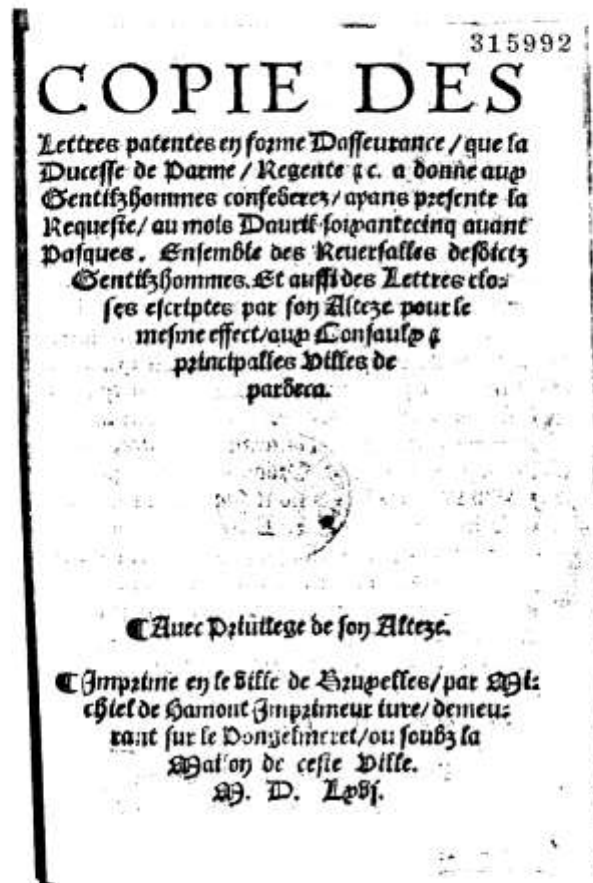 315992
COPIE DES
Lettres patentes en forme Dasseurance / que la
Ducesse de Parme / Regente ⁊c. a donne aux
Gentilzhommes confederez / ayans presente la
Requeste / au mois Dauril soixantecinq auant
Pasques. Ensemble des Reuersalles desdictz
Gentilzhommes. Et aussi des Lettres clo⸗
ses escriptes par son Alteze pour le
mesme effect / aux Consaulx ⁊
principalles Villes de
pardeca.
¶ Auec Priuilege de son Alteze.
¶ Imprime en le Ville de Bruxelles / par Mi⸗
chiel de Hamont Imprimeur iure / demeu⸗
rant sur le / ou soubz la
Maison de ceste Ville.
M. D. Lxvj.